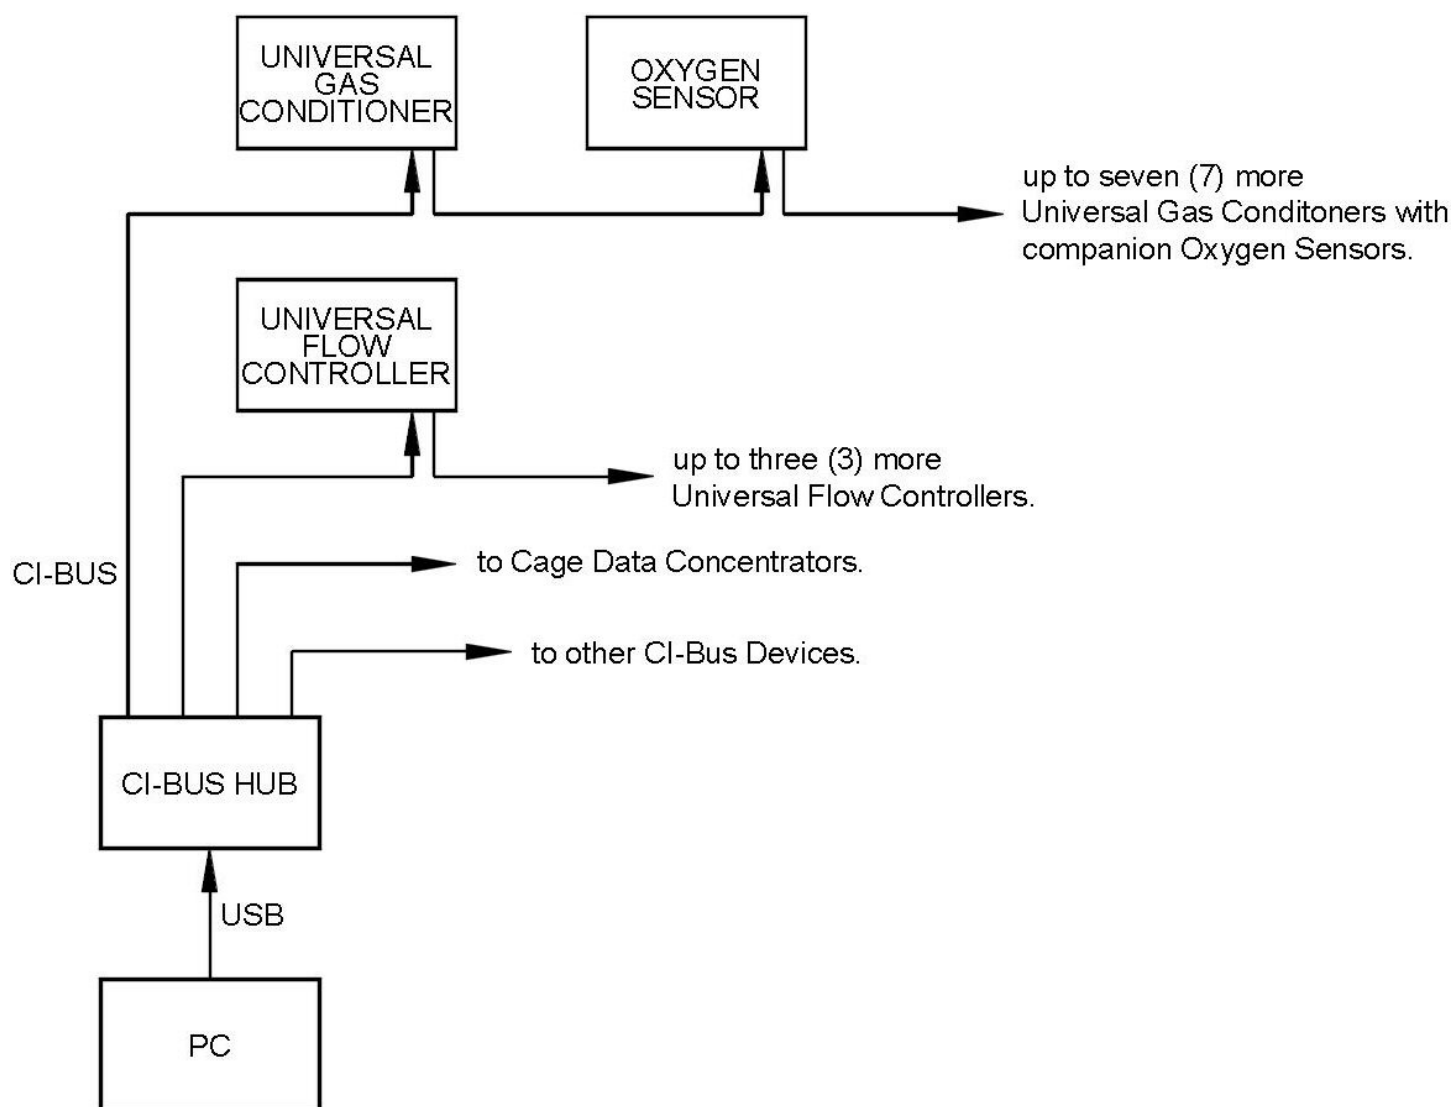 UNIVERSAL
GAS
CONDITIONER
OXYGEN
SENSOR
up to seven (7) more
Universal Gas Conditoners with
companion Oxygen Sensors.
UNIVERSAL
FLOW
CONTROLLER
up to three (3) more
Universal Flow Controllers.
CI-BUS
to Cage Data Concentrators.
to other CI-Bus Devices.
CI-BUS HUB
USB
PC